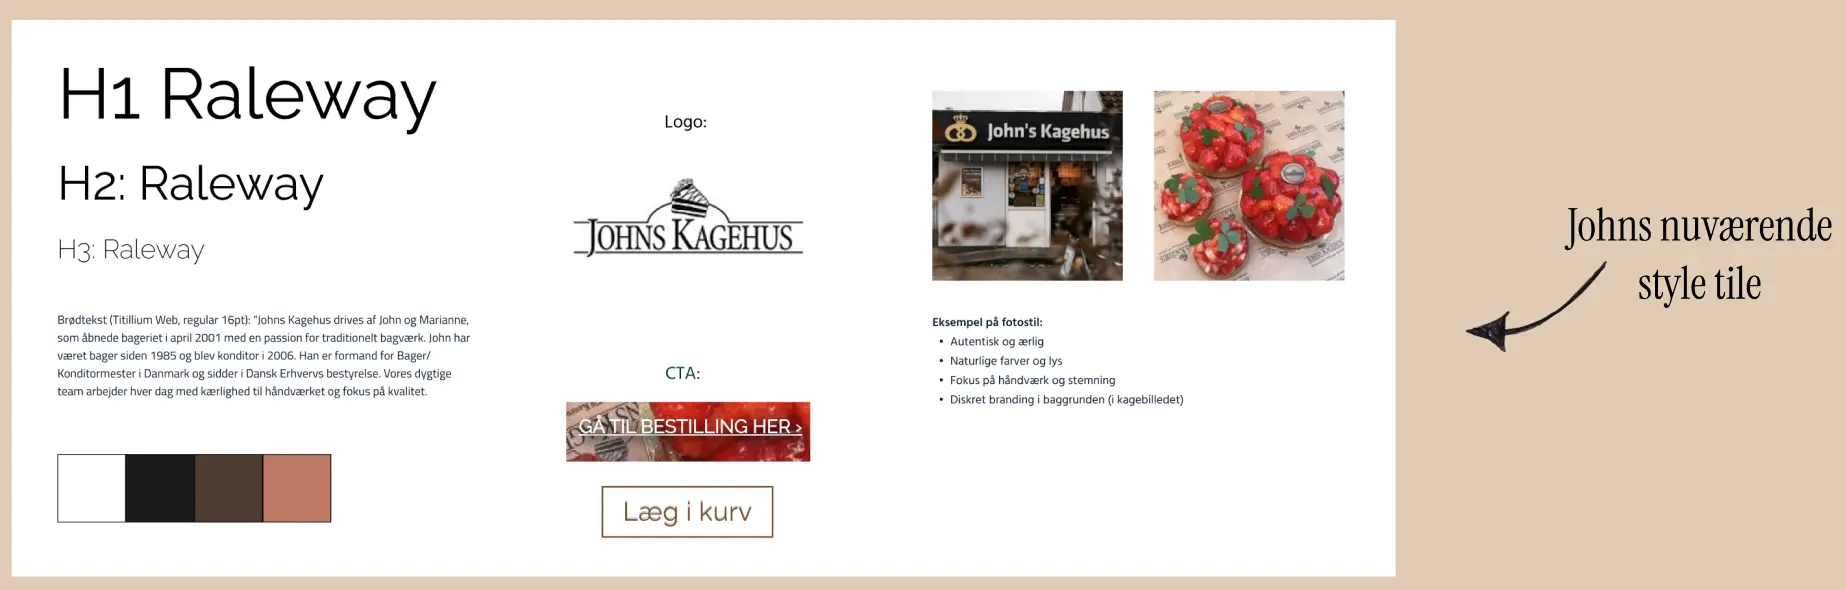 H1 Raleway
H2: Raleway
H3: Raleway
Brødtekst (Titillium Web, regular 16pt): "Johns Kagehus drives af John og Marianne,
som åbnede bageriet i april 2001 med en passion for traditionelt bagværk. John har
været bager siden 1985 og blev konditor i 2006. Han er formand for Bager/
Konditormester i Danmark og sidder i Dansk Erhvervs bestyrelse. Vores dygtige
team arbejder hver dag med kærlighed til håndværket og fokus på kvalitet.
Logo:
JOHNS KAGEHUS
CTA:
GÅ TIL BESTILLING HER >
Læg i kurv
John's Kagehus
Eksempel på fotostil:
• Autentisk og ærlig
• Naturlige farver og lys
• Fokus på håndværk og stemning
• Diskret branding i baggrunden (i kagebilledet)
Johns nuværende
style tile